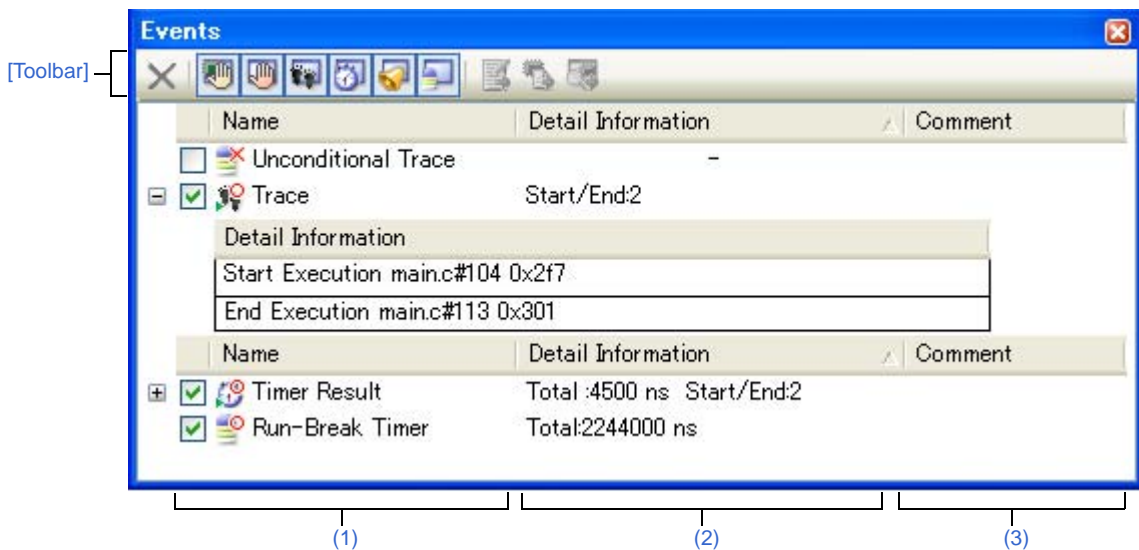 Events
[Toolbar]
Name Detail Information Comment
Unconditional Trace -
Trace Start/End:2
Detail Information
Start Execution main.c#104 0x2f7
End Execution main.c#113 0x301
Name Detail Information Comment
Timer Result Total :4500 ns Start/End:2
Run-Break Timer Total:2244000 ns
(1) (2) (3)